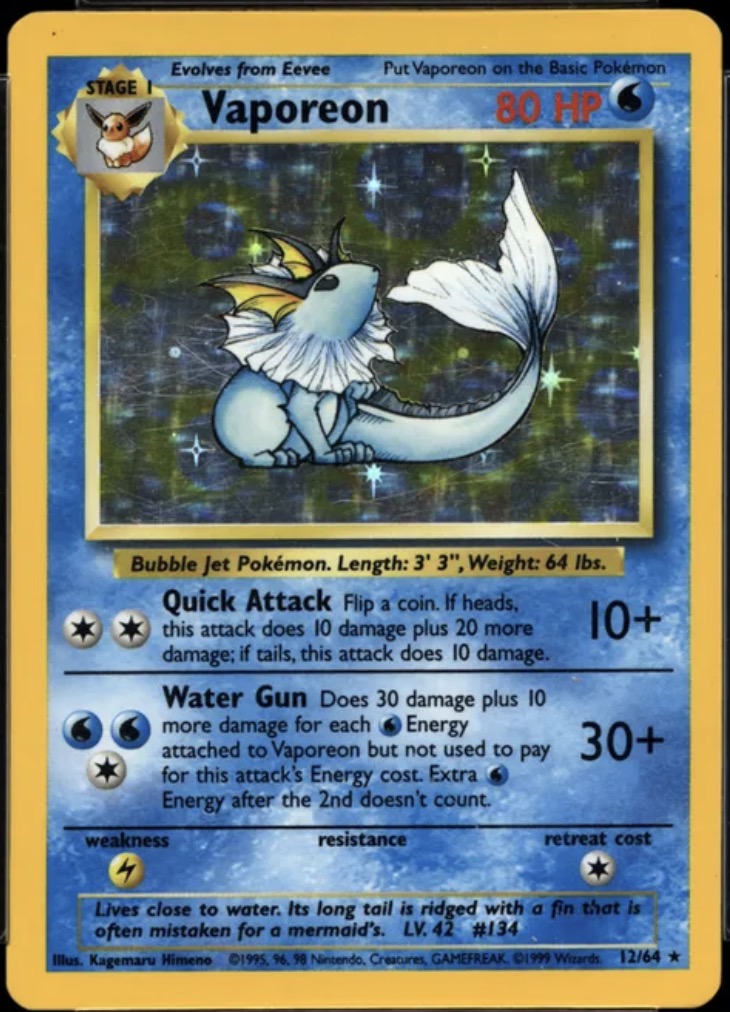 Evolves from Eevee Put Vaporeon on the Basic Pokémon
STAGE 1
Vaporeon 80 HP
Bubble Jet Pokémon. Length: 3' 3", Weight: 64 lbs.
Quick Attack Flip a coin. If heads,
this attack does 10 damage plus 20 more
damage; if tails, this attack does 10 damage.
10+
Water Gun Does 30 damage plus 10
more damage for each Energy
attached to Vaporeon but not used to pay
for this attack's Energy cost. Extra
Energy after the 2nd doesn't count.
30+
weakness resistance retreat cost
Lives close to water. Its long tail is ridged with a fin that is
often mistaken for a mermaid's. LV. 42 #134
Illus. Kagemaru Himeno ©1995, 96, 98 Nintendo, Creatures, GAMEFREAK. ©1999 Wizards. 12/64 ★